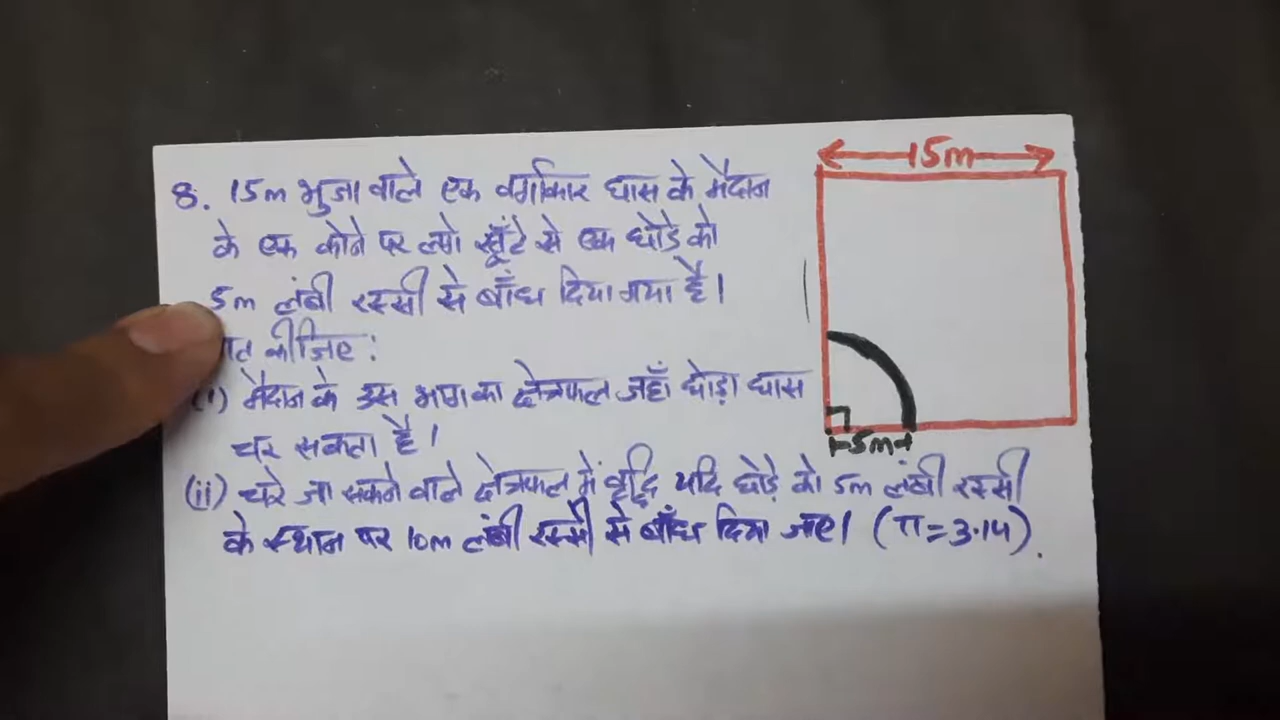 15m
8. 15m भुजा वाले एक वर्गाकार घास के मैदान
के एक कोने पर लगे खूँटे से एक घोड़े को
5m लंबी रस्सी से बाँध दिया गया है।
कीजिए:
(i) मैदान के उस भाग का क्षेत्रफल जहाँ घोड़ा घास
चर सकता है।
5m
(ii) चरे जा सकने वाले क्षेत्रफल में वृद्धि यदि घोड़े को 5m लंबी रस्सी
के स्थान पर 10m लंबी रस्सी से बाँध दिया जाए। (π = 3.14).